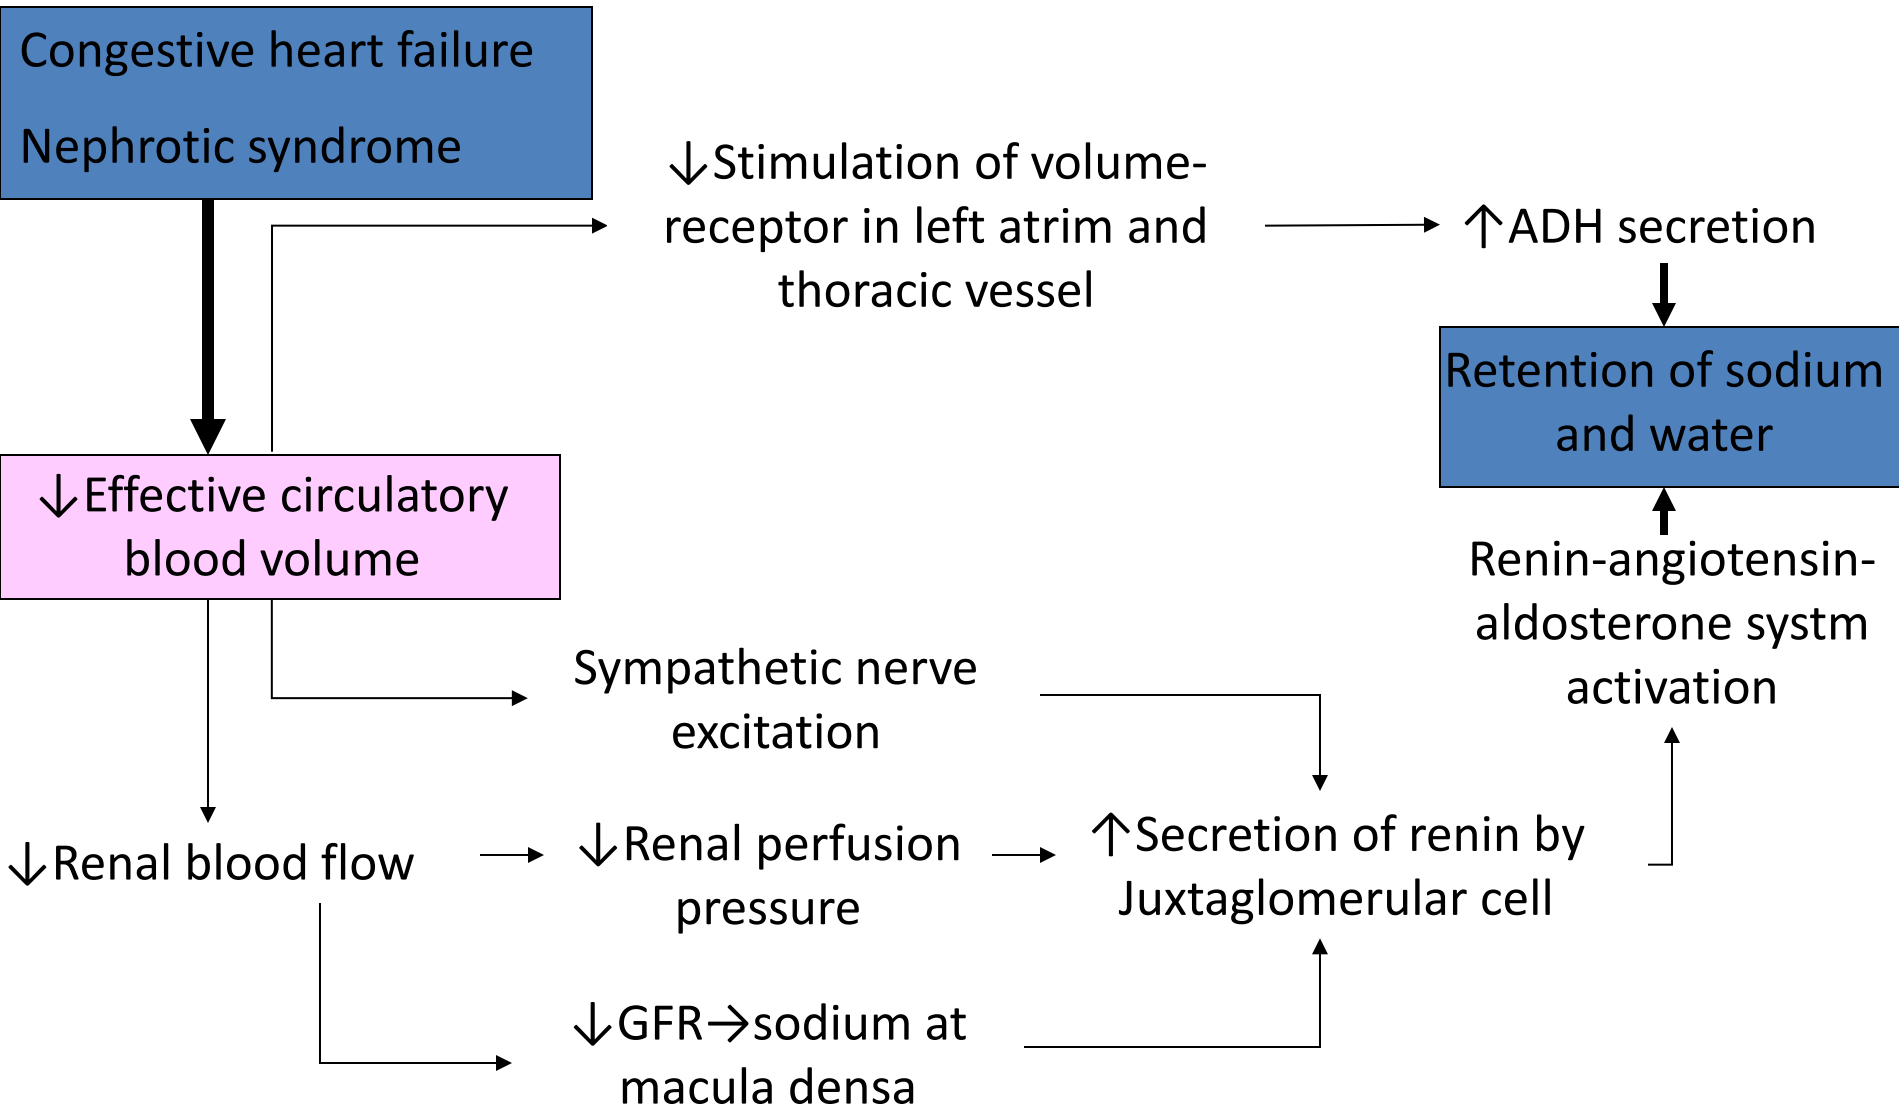 Congestive heart failure
Nephrotic syndrome
↓Stimulation of volume-
receptor in left atrim and
thoracic vessel
↑ADH secretion
Retention of sodium
and water
↓Effective circulatory
blood volume
Renin-angiotensin-
aldosterone systm
activation
Sympathetic nerve
excitation
↓Renal blood flow
↓Renal perfusion
pressure
↑Secretion of renin by
Juxtaglomerular cell
↓GFR→sodium at
macula densa